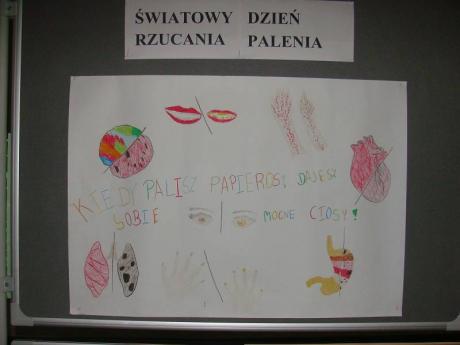 ŚWIATOWY DZIEŃ
RZUCANIA PALENIA
KIEDY PALISZ PAPIEROSY DAJESZ
SOBIE MOCNE CIOSY!